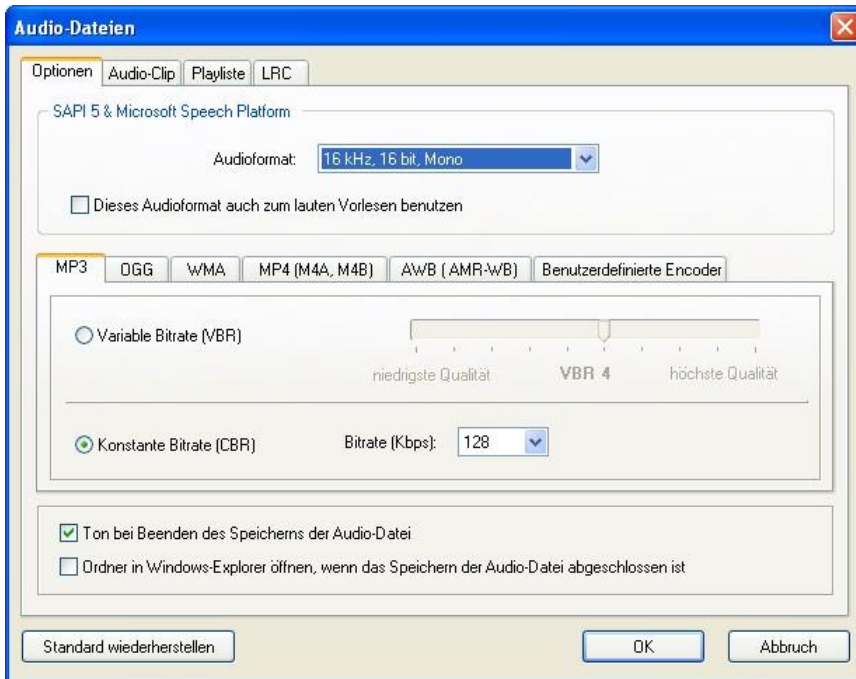 Audio-Dateien
Optionen Audio-Clip Playliste LRC
SAPI 5 & Microsoft Speech Platform
Audioformat: 16 kHz, 16 bit, Mono
Dieses Audioformat auch zum lauten Vorlesen benutzen
MP3 OGG WMA MP4 (M4A, M4B) AWB ( AMR-WB) Benutzerdefinierte Encoder
Variable Bitrate (VBR)
niedrigste Qualität VBR 4 höchste Qualität
Konstante Bitrate (CBR) Bitrate (Kbps): 128
Ton bei Beenden des Speicherns der Audio-Datei
Ordner in Windows-Explorer öffnen, wenn das Speichern der Audio-Datei abgeschlossen ist
Standard wiederherstellen OK Abbruch